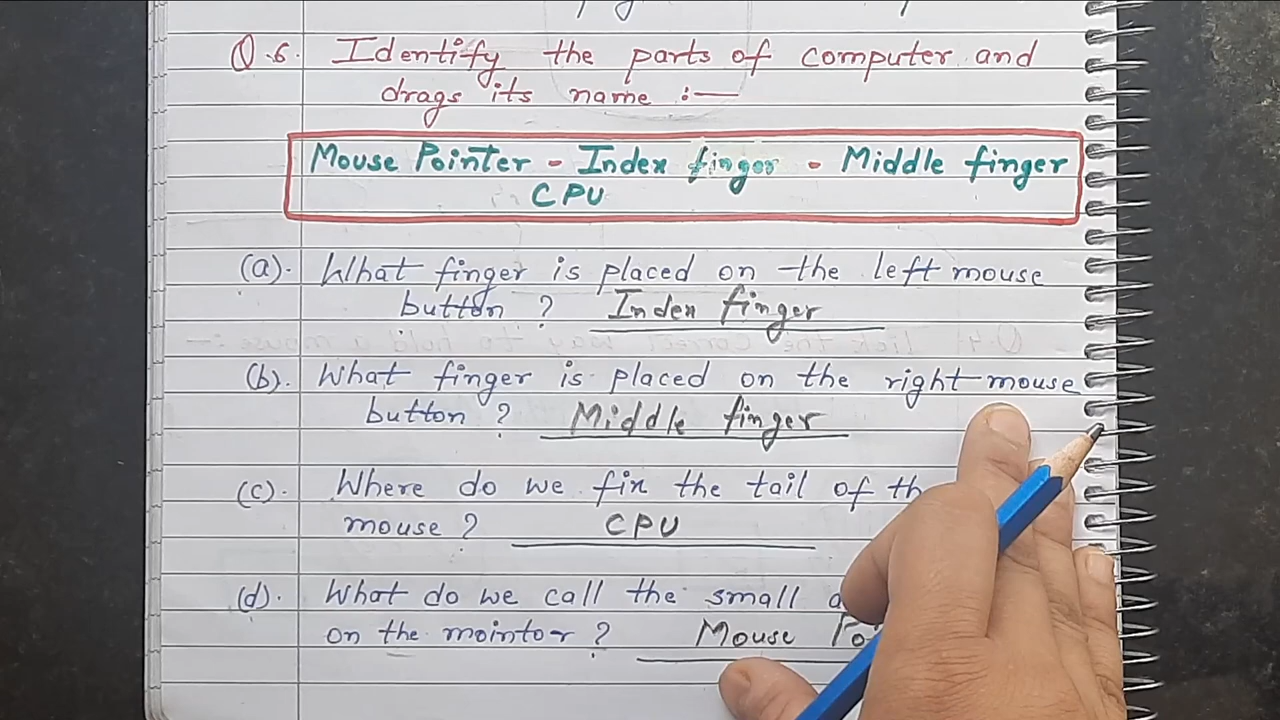 Q.6. Identify the parts of computer and
drags its name :—
Mouse Pointer - Index finger - Middle finger
CPU
(a). What finger is placed on the left mouse
button ? Index finger
(b). What finger is placed on the right mouse
button ? Middle finger
(c). Where do we fix the tail of
mouse ? CPU
(d). What do we call the small
on the mointor ? Mouse